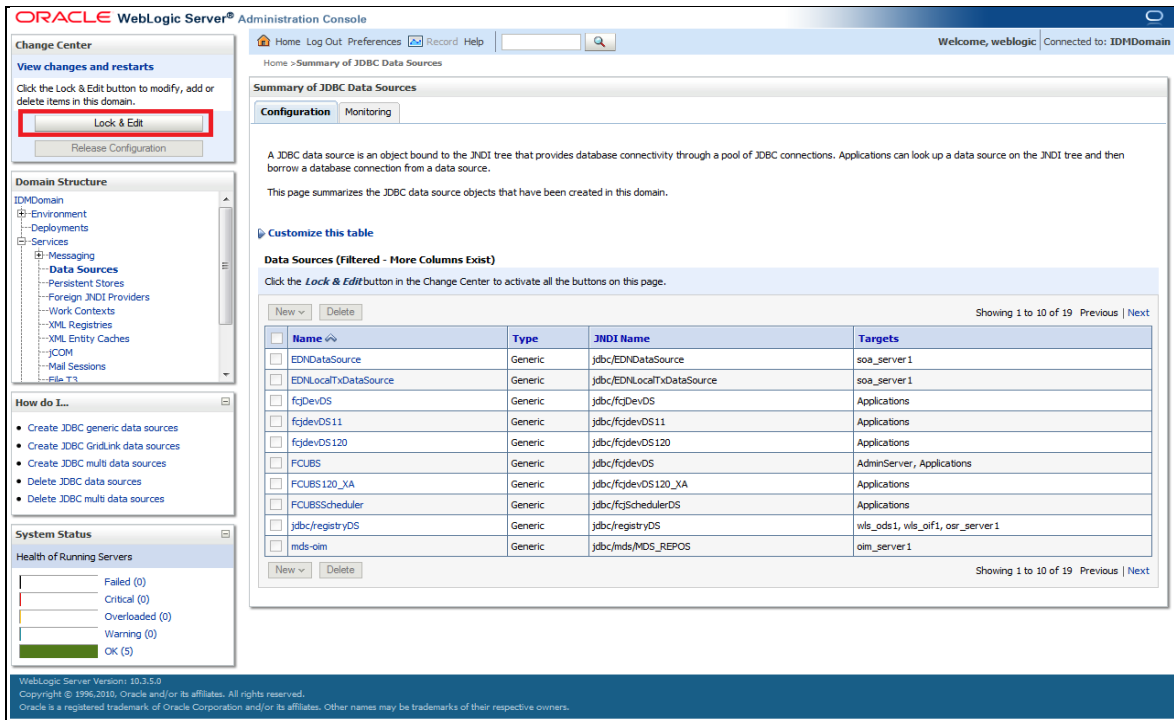 ORACLE WebLogic Server® Administration Console
Change Center
View changes and restarts
Click the Lock & Edit button to modify, add or
delete items in this domain.
Lock & Edit
Release Configuration
Domain Structure
IDMDomain
Environment
Deployments
Services
Messaging
Data Sources
Persistent Stores
Foreign JNDI Providers
Work Contexts
XML Registries
XML Entity Caches
jCOM
Mail Sessions
File T3
How do I...
Create JDBC generic data sources
Create JDBC GridLink data sources
Create JDBC multi data sources
Delete JDBC data sources
Delete JDBC multi data sources
System Status
Health of Running Servers
Failed (0)
Critical (0)
Overloaded (0)
Warning (0)
OK (5)
Home Log Out Preferences Record Help
Welcome, weblogic Connected to: IDMDomain
Home >Summary of JDBC Data Sources
Summary of JDBC Data Sources
Configuration Monitoring
A JDBC data source is an object bound to the JNDI tree that provides database connectivity through a pool of JDBC connections. Applications can look up a data source on the JNDI tree and then
borrow a database connection from a data source.
This page summarizes the JDBC data source objects that have been created in this domain.
Customize this table
Data Sources (Filtered - More Columns Exist)
Click the Lock & Edit button in the Change Center to activate all the buttons on this page.
New Delete Showing 1 to 10 of 19 Previous | Next
Name Type JNDI Name Targets
EDNDataSource Generic jdbc/EDNDataSource soa_server1
EDNLocalTxDataSource Generic jdbc/EDNLocalTxDataSource soa_server1
fcjDevDS Generic jdbc/fcjDevDS Applications
fcjdevDS11 Generic jdbc/fcjdevDS11 Applications
fcjdevDS120 Generic jdbc/fcjdevDS120 Applications
FCUBS Generic jdbc/fcjdevDS AdminServer, Applications
FCUBS120_XA Generic jdbc/fcjdevDS120_XA Applications
FCUBSScheduler Generic jdbc/fcjSchedulerDS Applications
jdbc/registryDS Generic jdbc/registryDS wls_ods1, wls_oif1, osr_server1
mds-oim Generic jdbc/mds/MDS_REPOS oim_server1
New Delete Showing 1 to 10 of 19 Previous | Next
WebLogic Server Version: 10.3.5.0
Copyright © 1996,2010, Oracle and/or its affiliates. All rights reserved.
Oracle is a registered trademark of Oracle Corporation and/or its affiliates. Other names may be trademarks of their respective owners.